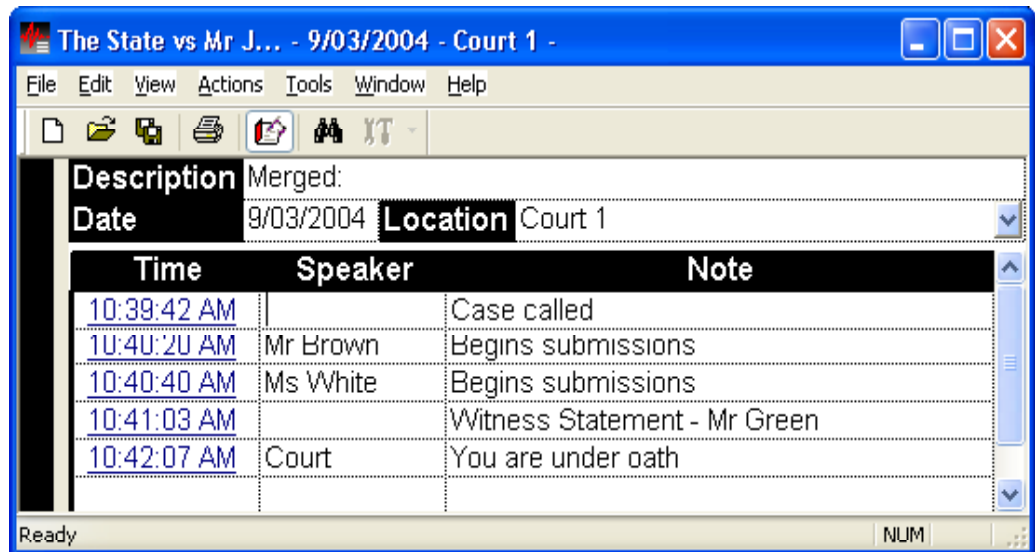 The State vs Mr J... - 9/03/2004 - Court 1 -
File Edit View Actions Tools Window Help
Description Merged:
Date 9/03/2004 Location Court 1
Time Speaker Note
10:39:42 AM Case called
10:40:20 AM Mr Brown Begins submissions
10:40:40 AM Ms White Begins submissions
10:41:03 AM Witness Statement - Mr Green
10:42:07 AM Court You are under oath
Ready NUM